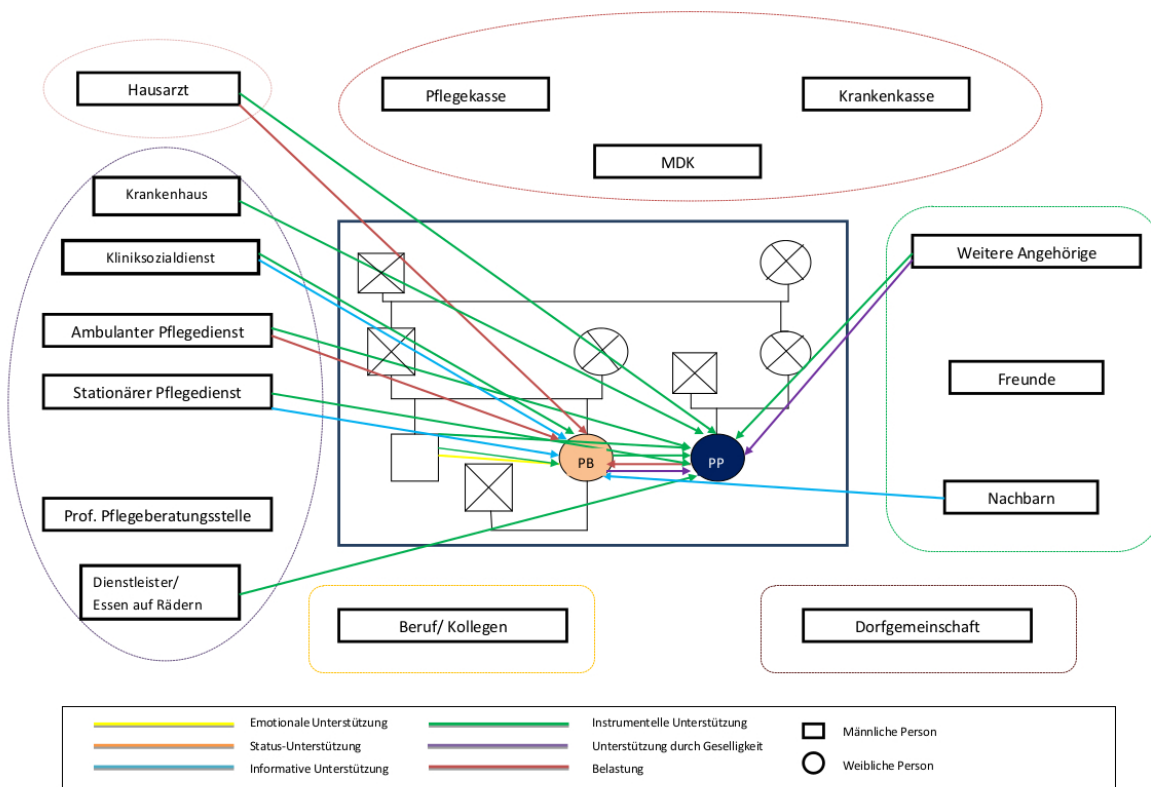 Hausarzt
Pflegekasse
Krankenkasse
MDK
Krankenhaus
Kliniksozialdienst
Weitere Angehörige
Ambulanter Pflegedienst
Stationärer Pflegedienst
Freunde
PB
PP
Nachbarn
Prof. Pflegeberatungsstelle
Dienstleister/
Essen auf Rädern
Beruf/ Kollegen
Dorfgemeinschaft
Emotionale Unterstützung
Instrumentelle Unterstützung
Männliche Person
Status-Unterstützung
Unterstützung durch Geselligkeit
Informative Unterstützung
Belastung
Weibliche Person